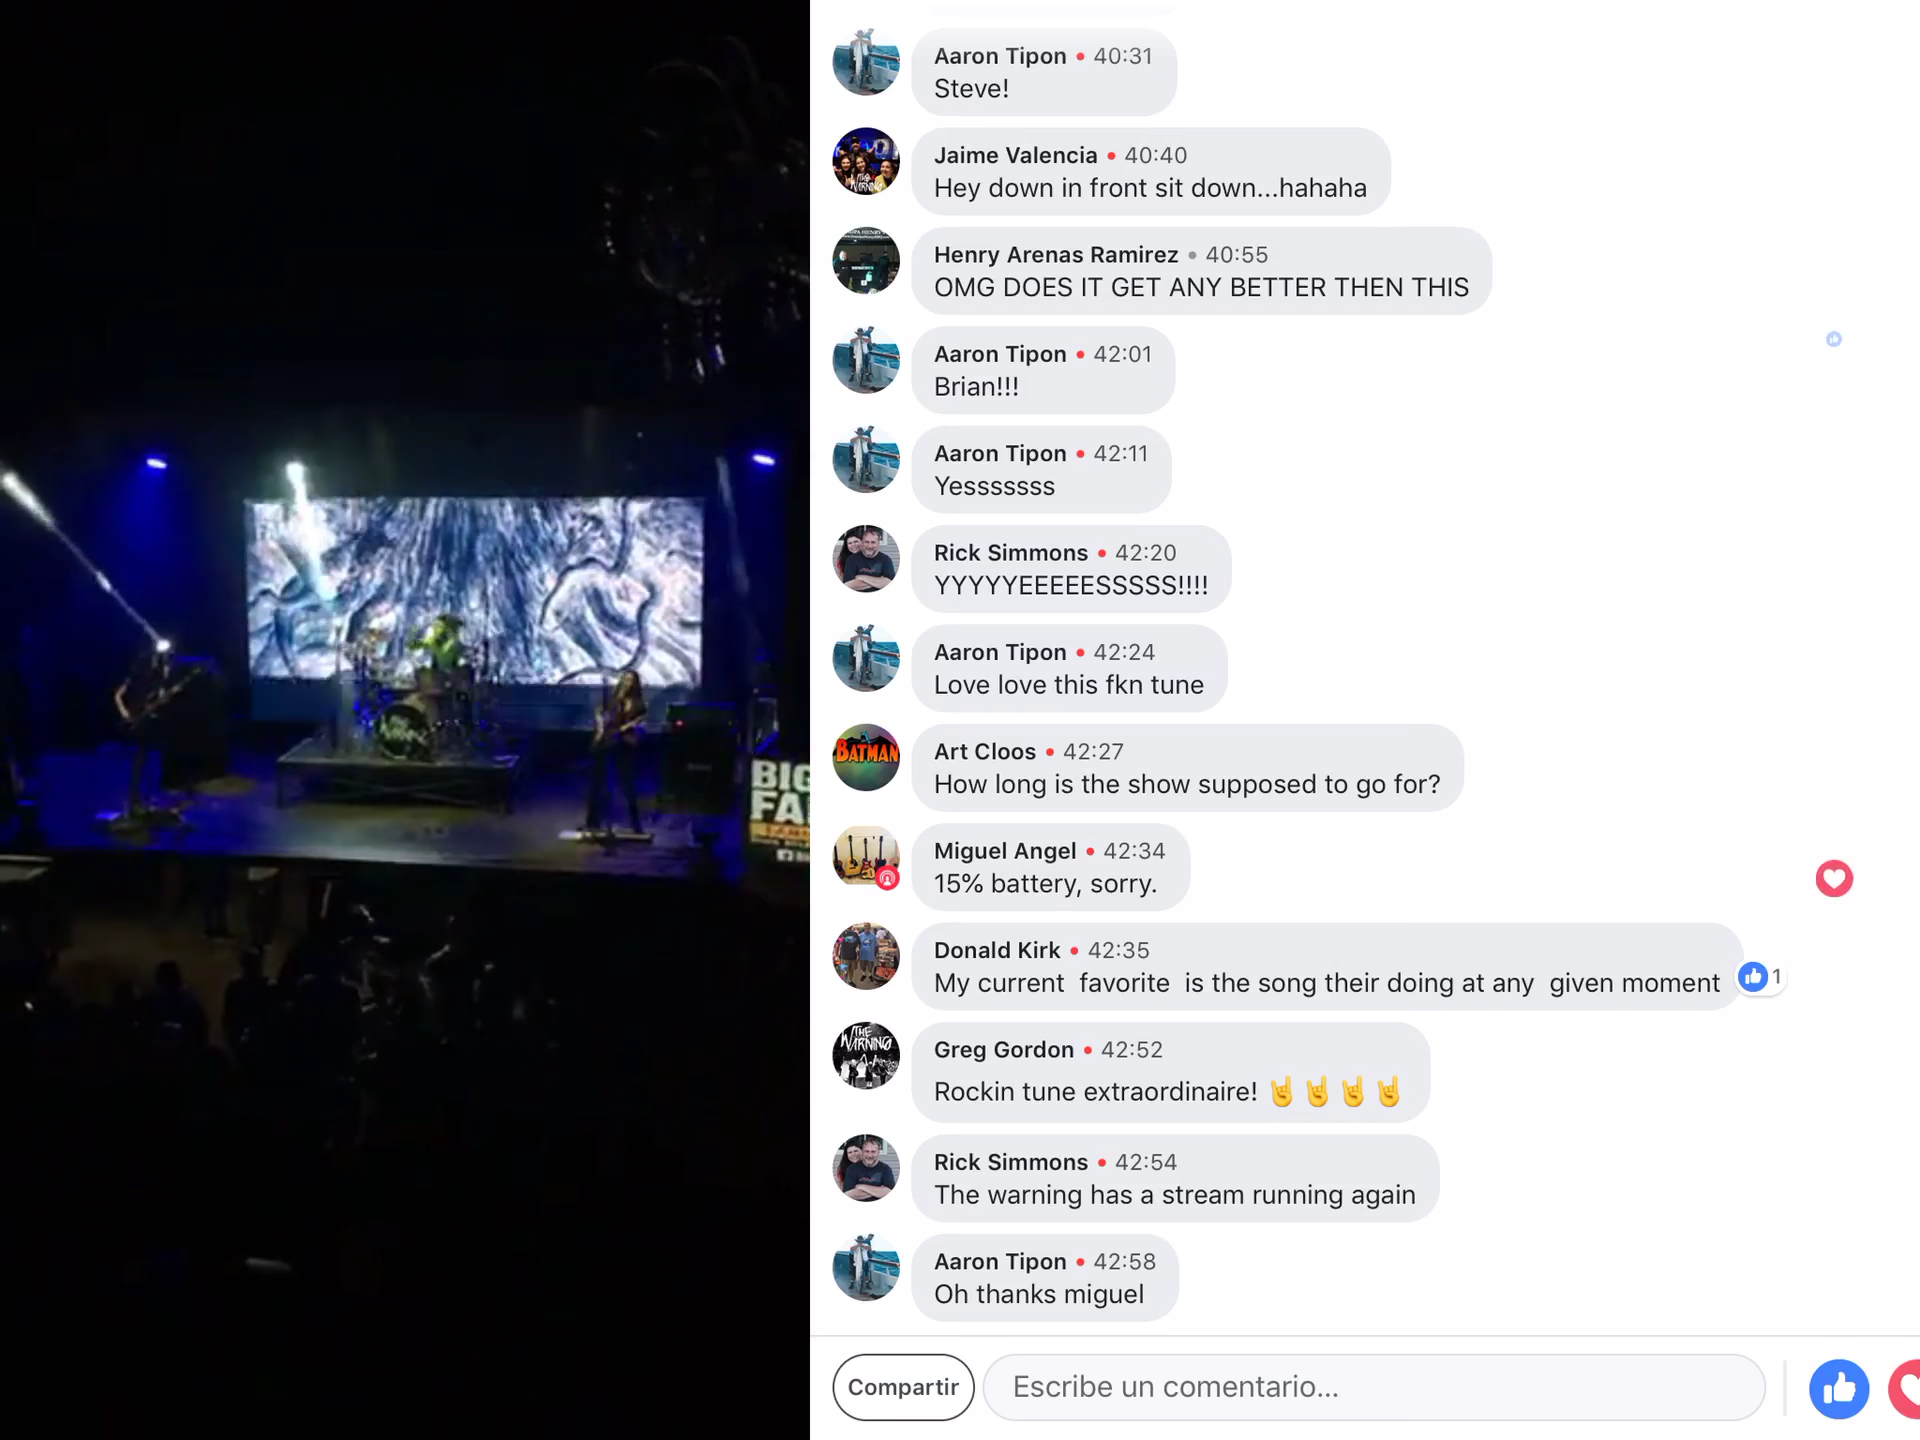 Aaron Tipon • 40:31
Steve!
Jaime Valencia • 40:40
Hey down in front sit down...hahaha
Henry Arenas Ramirez • 40:55
OMG DOES IT GET ANY BETTER THEN THIS
Aaron Tipon • 42:01
Brian!!!
Aaron Tipon • 42:11
Yesssssss
Rick Simmons • 42:20
YYYYYEEEEESSSSS!!!!
Aaron Tipon • 42:24
Love love this fkn tune
BATMAN
Art Cloos • 42:27
How long is the show supposed to go for?
BIG
FA
Miguel Angel • 42:34
15% battery, sorry.
Donald Kirk • 42:35
My current  favorite  is the song their doing at any  given moment
1
THE
WARNING
Greg Gordon • 42:52
Rockin tune extraordinaire! 🤘🤘🤘🤘
Rick Simmons • 42:54
The warning has a stream running again
Aaron Tipon • 42:58
Oh thanks miguel
Compartir
Escribe un comentario...